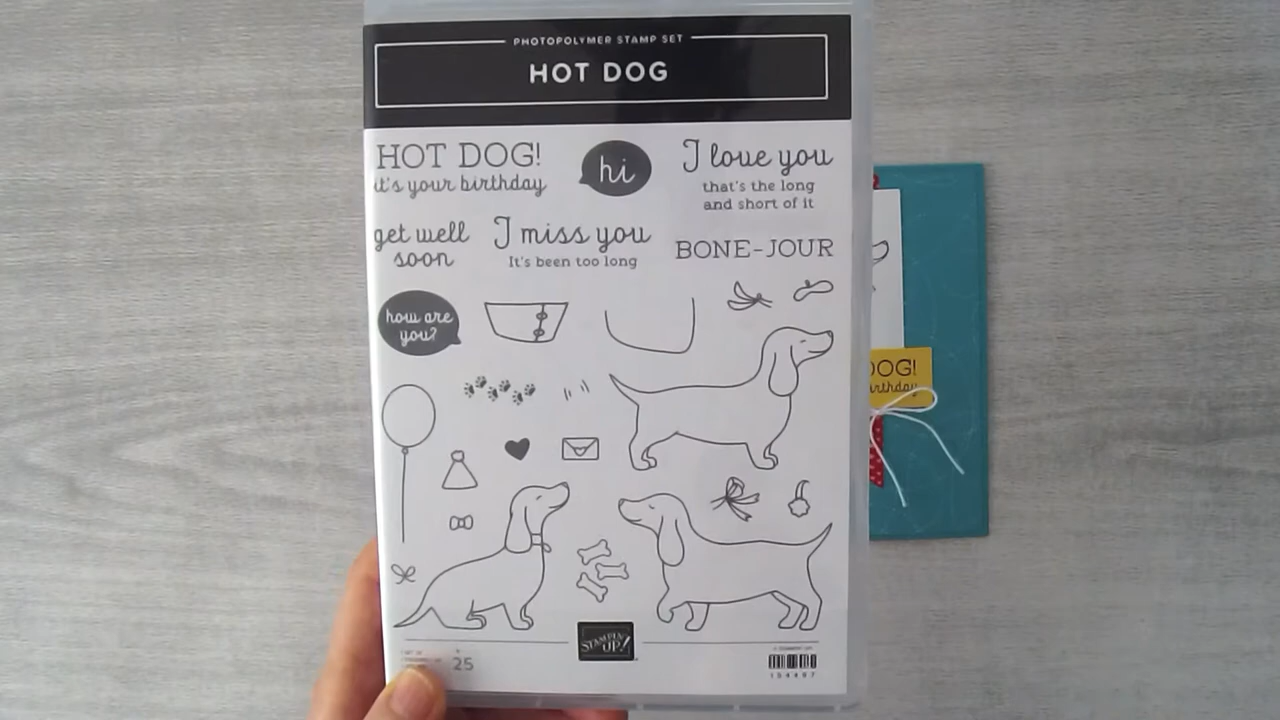 PHOTOPOLYMER STAMP SET
HOT DOG
HOT DOG!
it's your birthday
hi
I love you
that's the long
and short of it
get well
soon
I miss you
It's been too long
BONE-JOUR
how are
you?
DOG!
birthday
STAMPIN'
UP!
25
154497